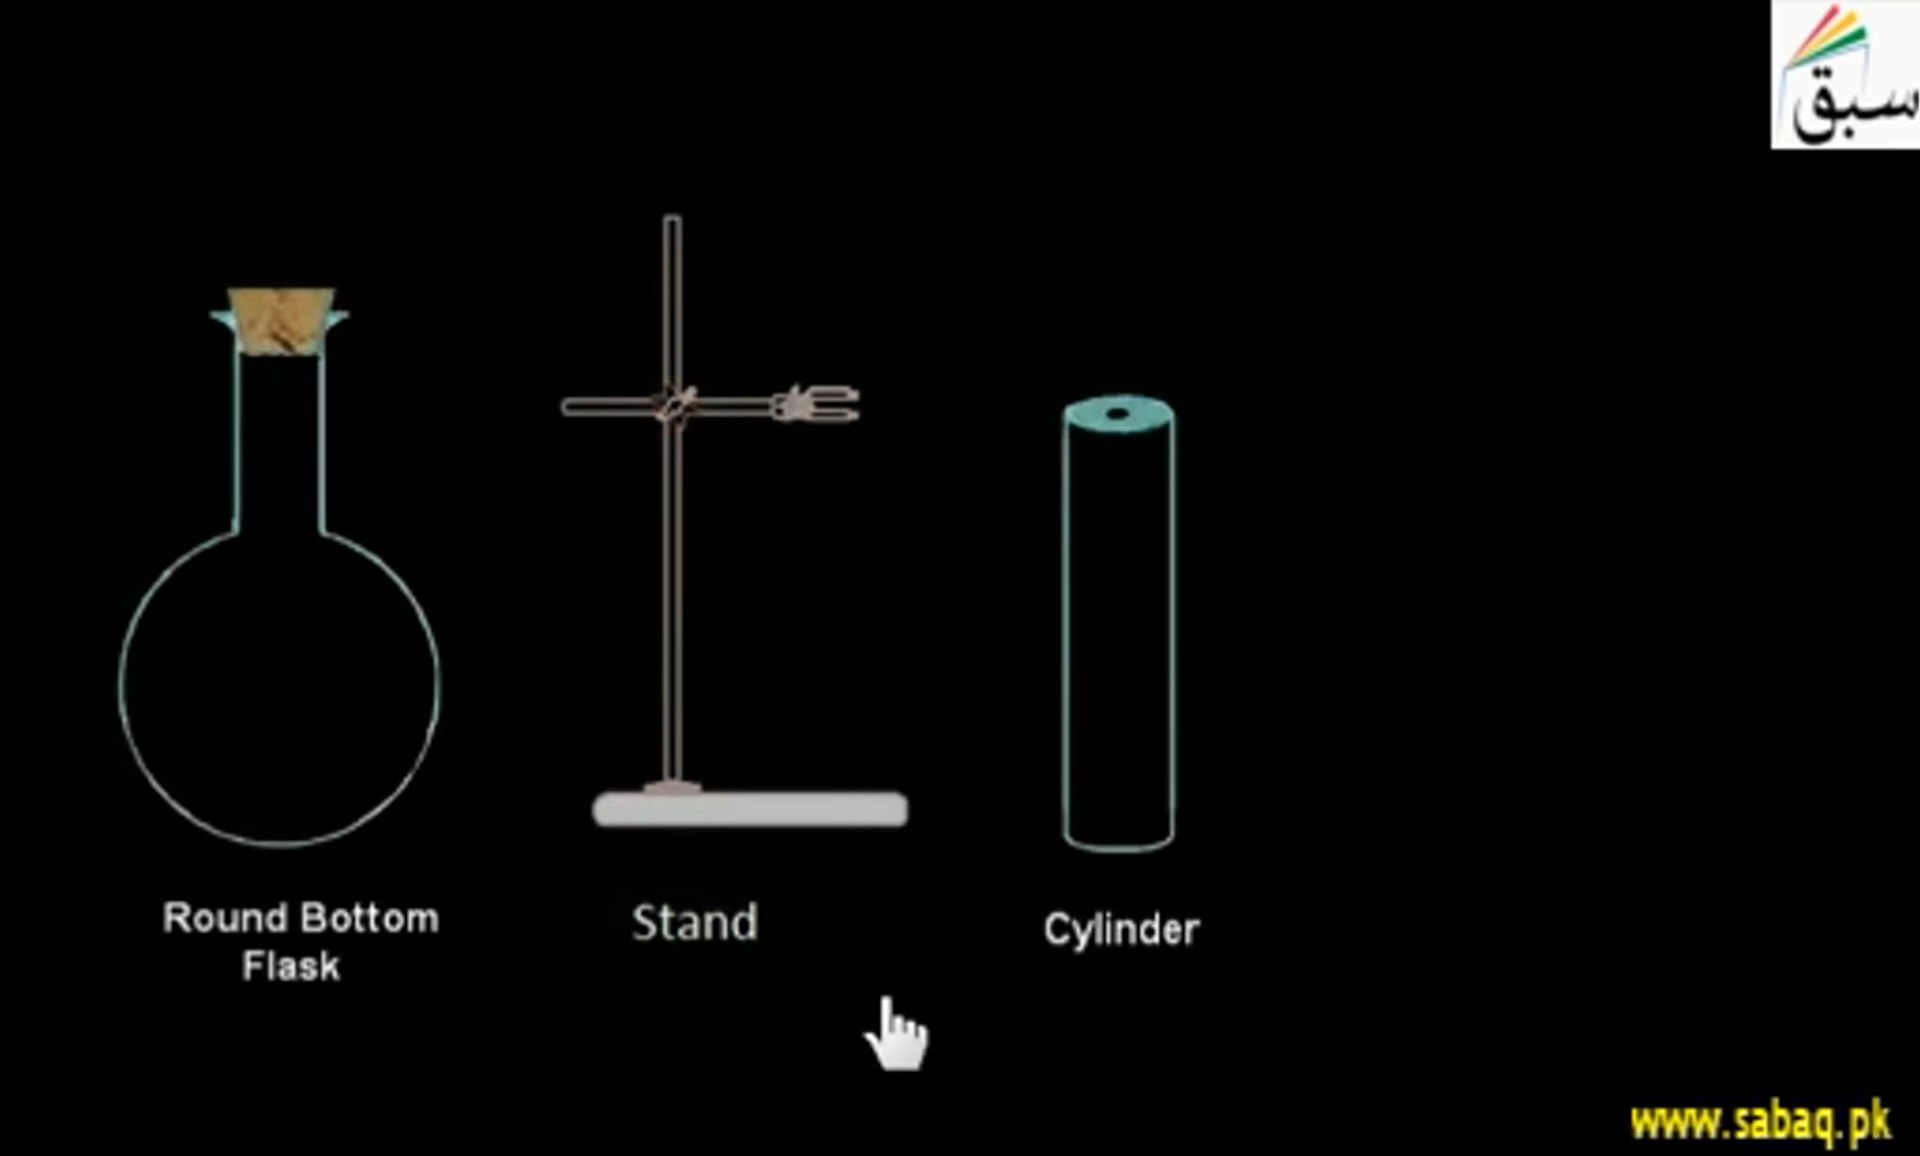 سبق
Round Bottom
Flask
Stand
Cylinder
www.sabaq.pk